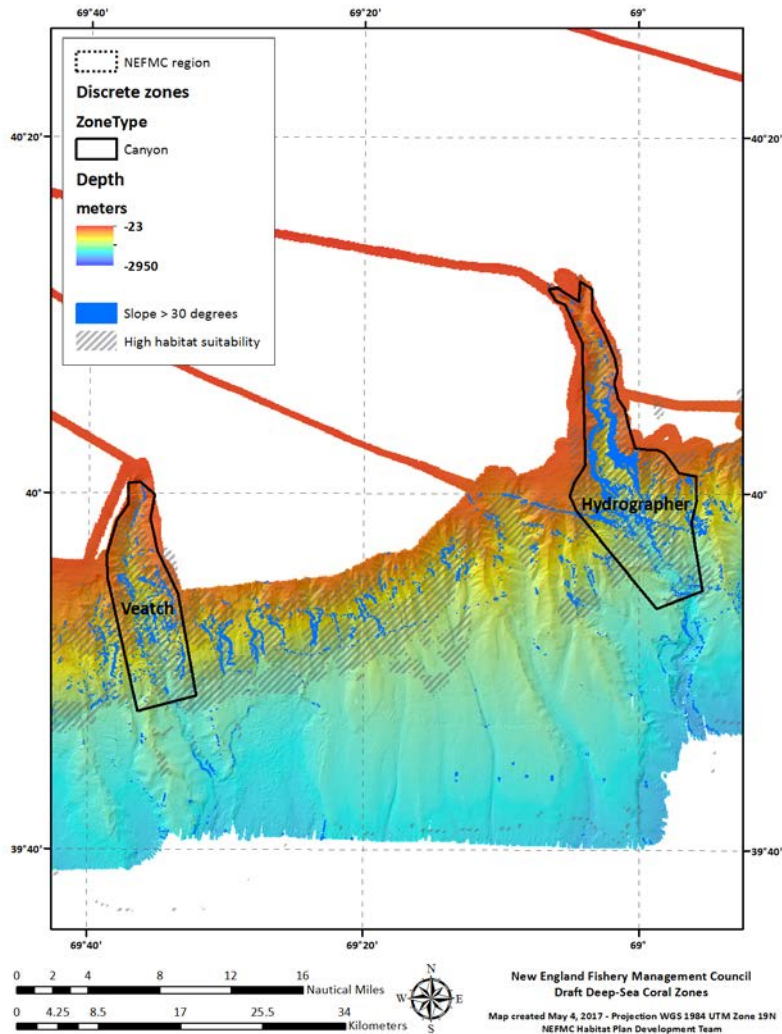 69°40' 69°20' 69°
NEFMC region
Discrete zones
ZoneType
Canyon
Depth
meters
-23
-2950
Slope > 30 degrees
High habitat suitability
40°20' 40°20'
40° 40°
Hydrographer
Veatch
39°40' 39°40'
69°40' 69°20' 69°
0 2 4 8 12 16
Nautical Miles
0 4.25 8.5 17 25.5 34
Kilometers
N
W E
S
New England Fishery Management Council
Draft Deep-Sea Coral Zones
Map created May 4, 2017 - Projection WGS 1984 UTM Zone 19N
NEFMC Habitat Plan Development Team